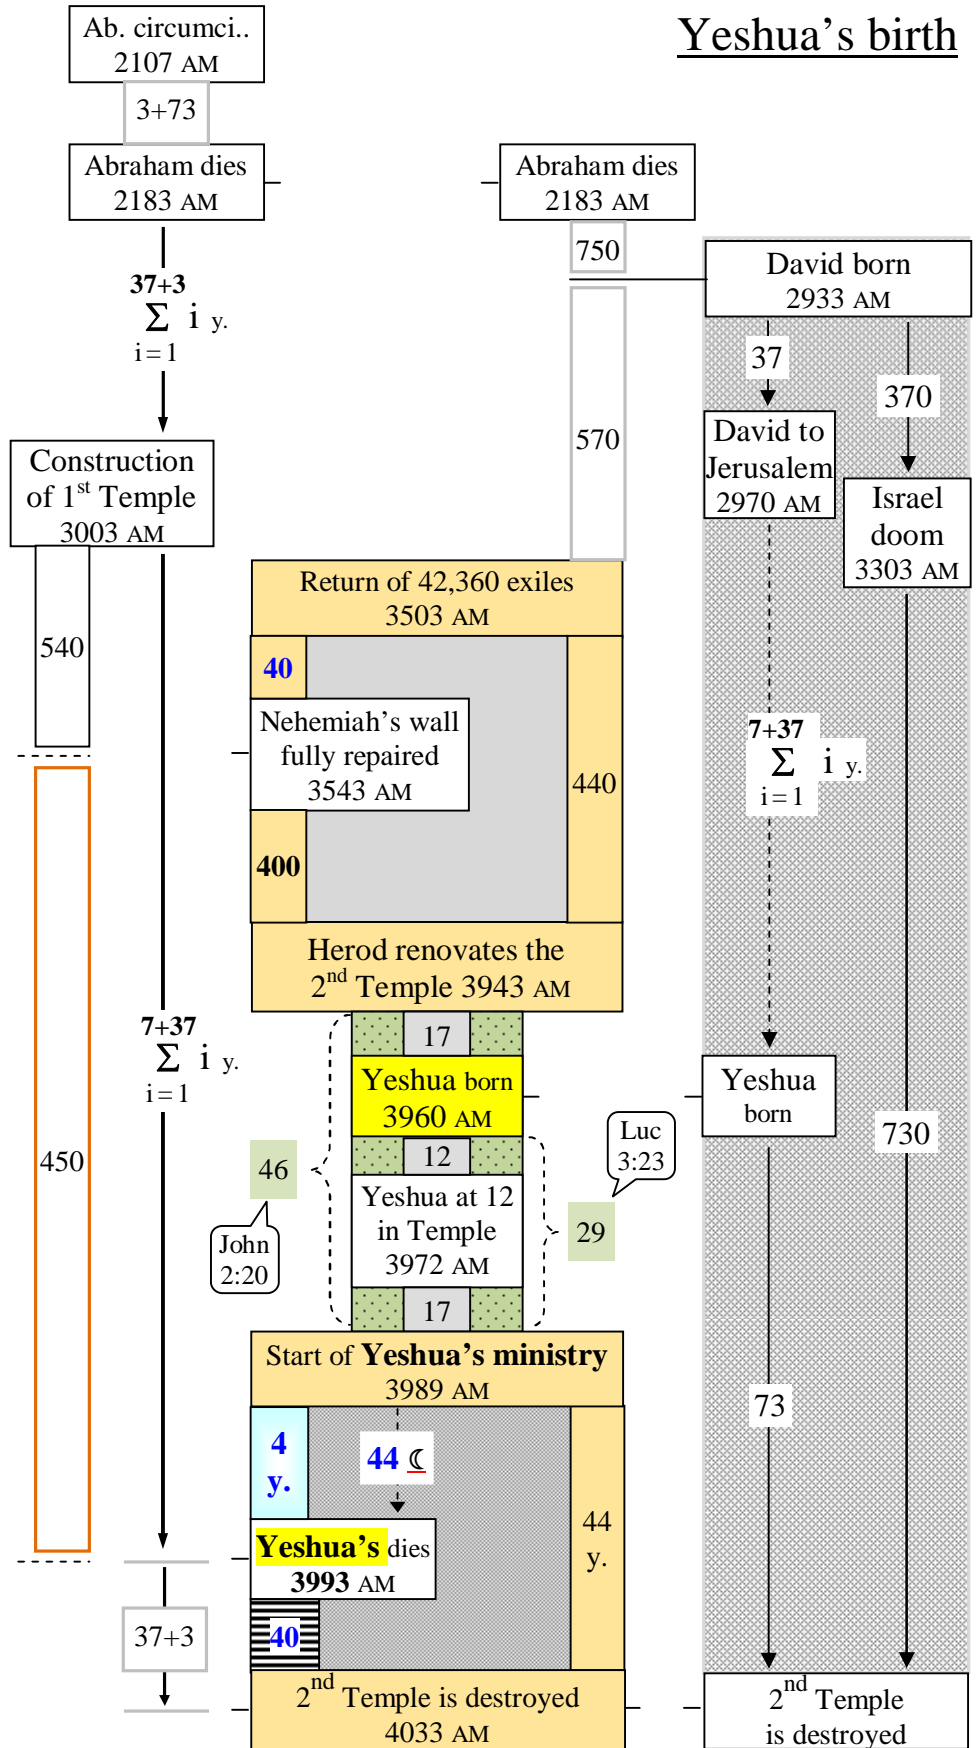 Yeshua’s birth
Ab. circumci..
2107 AM
3+73
Abraham dies
2183 AM
37+3
Σ i y.
i = 1
Construction
of 1st Temple
3003 AM
540
450
7+37
Σ i y.
i = 1
37+3
Abraham dies
2183 AM
750
570
Return of 42,360 exiles
3503 AM
40
Nehemiah’s wall
fully repaired
3543 AM
440
400
Herod renovates the
2nd Temple 3943 AM
17
Yeshua born
3960 AM
12
Yeshua at 12
in Temple
3972 AM
17
46
John
2:20
29
Luc
3:23
Start of Yeshua’s ministry
3989 AM
4
y.
44 ☾
44
y.
Yeshua’s dies
3993 AM
40
2nd Temple is destroyed
4033 AM
David born
2933 AM
37
370
David to
Jerusalem
2970 AM
Israel
doom
3303 AM
7+37
Σ i y.
i = 1
Yeshua
born
730
73
2nd Temple
is destroyed